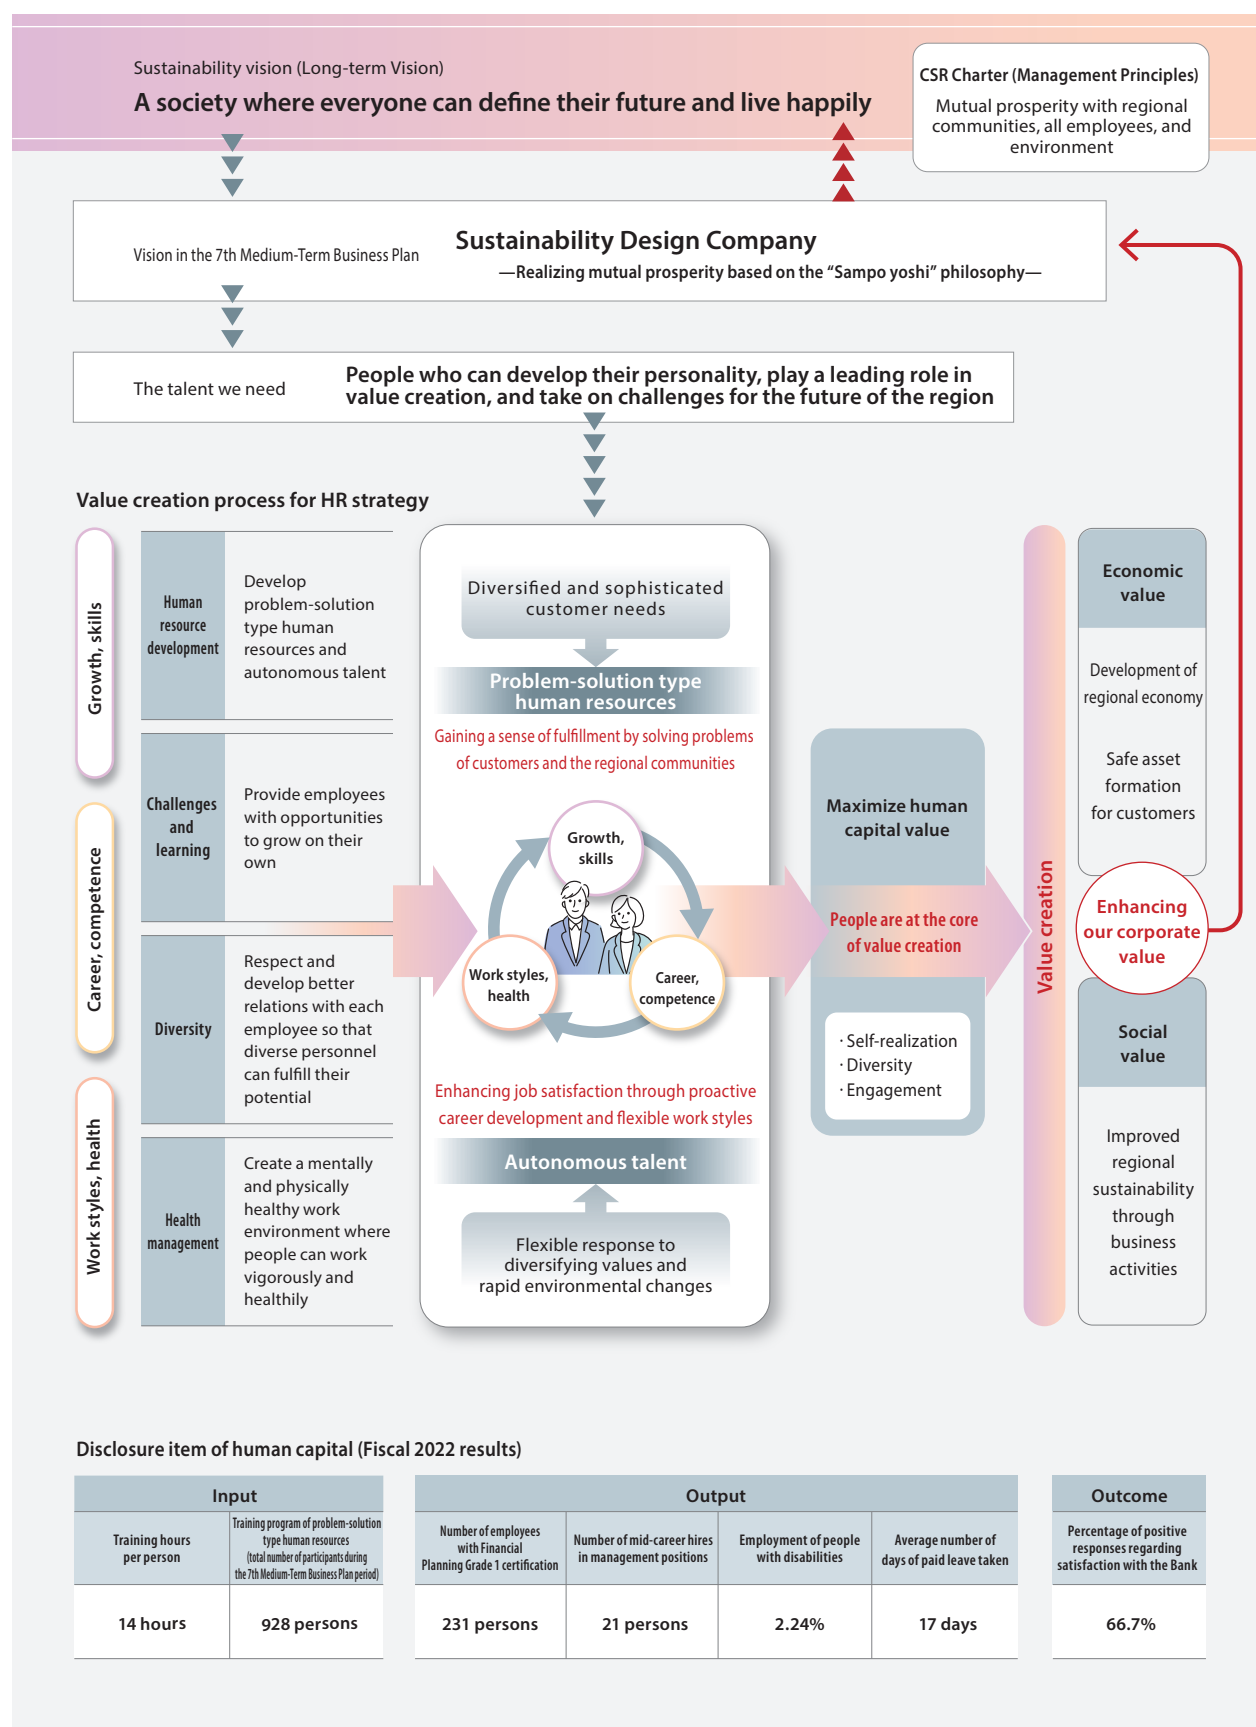 Sustainability vision (Long-term Vision)
A society where everyone can define their future and live happily
CSR Charter (Management Principles)
Mutual prosperity with regional
communities, all employees, and
environment
Vision in the 7th Medium-Term Business Plan
Sustainability Design Company
—Realizing mutual prosperity based on the “Sampo yoshi” philosophy—
The talent we need
People who can develop their personality, play a leading role in
value creation, and take on challenges for the future of the region
Value creation process for HR strategy
Growth, skills
Career, competence
Work styles, health
Human
resource
development
Develop
problem-solution
type human
resources and
autonomous talent
Challenges
and
learning
Provide employees
with opportunities
to grow on their
own
Diversity
Respect and
develop better
relations with each
employee so that
diverse personnel
can fulfill their
potential
Health
management
Create a mentally
and physically
healthy work
environment where
people can work
vigorously and
healthily
Diversified and sophisticated
customer needs
Problem-solution type
human resources
Gaining a sense of fulfillment by solving problems
of customers and the regional communities
Growth,
skills
Work styles,
health
Career,
competence
Enhancing job satisfaction through proactive
career development and flexible work styles
Autonomous talent
Flexible response to
diversifying values and
rapid environmental changes
Maximize human
capital value
People are at the core
of value creation
· Self-realization
· Diversity
· Engagement
Value creation
Economic
value
Development of
regional economy
Safe asset
formation
for customers
Enhancing
our corporate
value
Social
value
Improved
regional
sustainability
through
business
activities
Disclosure item of human capital (Fiscal 2022 results)
Input
Training hours
per person
Training program of problem-solution
type human resources
(total number of participants during
the 7th Medium-Term Business Plan period)
14 hours
928 persons
Output
Number of employees
with Financial
Planning Grade 1 certification
Number of mid-career hires
in management positions
Employment of people
with disabilities
Average number of
days of paid leave taken
231 persons
21 persons
2.24%
17 days
Outcome
Percentage of positive
responses regarding
satisfaction with the Bank
66.7%